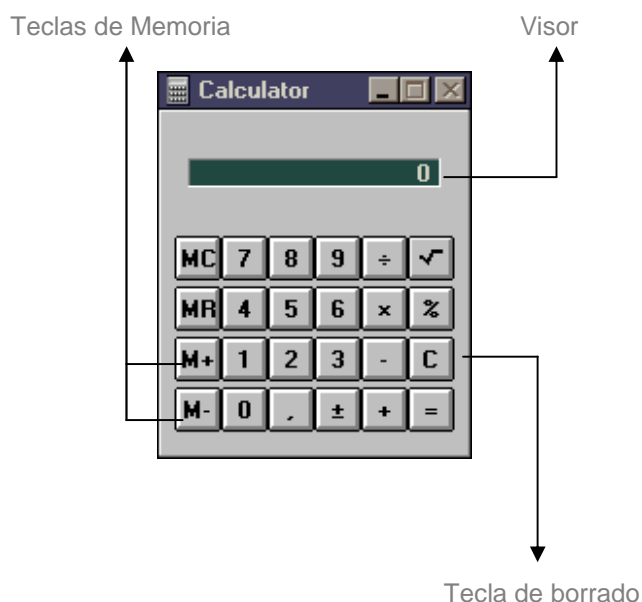 Teclas de Memoria Visor
Calculator
0
MC 7 8 9 ÷ √
MR 4 5 6 × %
M+ 1 2 3 - C
M- 0 , ± + =
Tecla de borrado